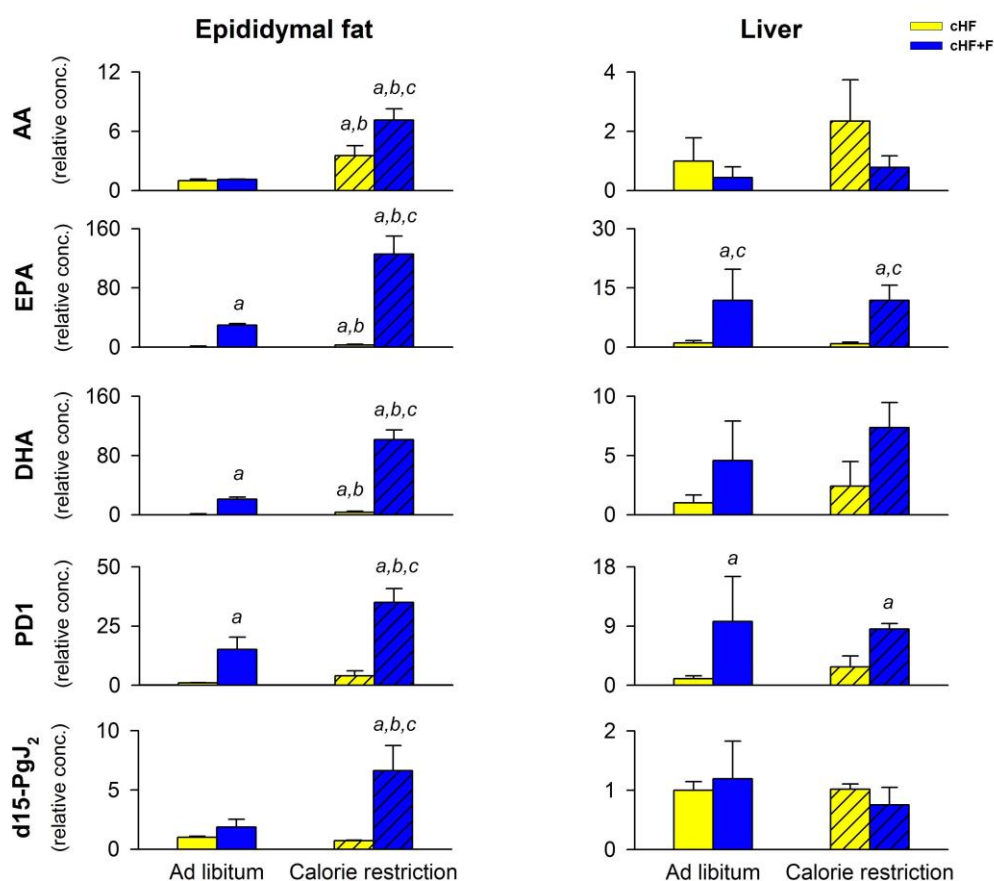 Epididymal fat
Liver
cHF
cHF+F
AA
(relative conc.)
12
6
0
a,b
a,b,c
4
2
0
EPA
(relative conc.)
160
80
0
a
a,b
a,b,c
30
15
0
a,c
a,c
DHA
(relative conc.)
160
80
0
a
a,b
a,b,c
10
5
0
PD1
(relative conc.)
50
25
0
a
a,b,c
18
9
0
a
a
d15-PgJ₂
(relative conc.)
10
5
0
a,b,c
2
1
0
Ad libitum Calorie restriction
Ad libitum Calorie restriction